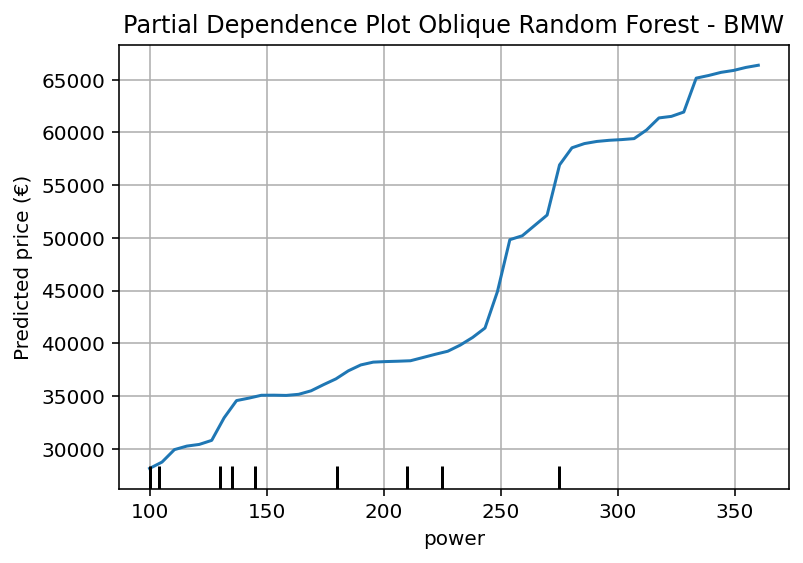 Partial Dependence Plot Oblique Random Forest - BMW
65000
60000
55000
50000
45000
40000
35000
30000
Predicted price (€)
100 150 200 250 300 350
power